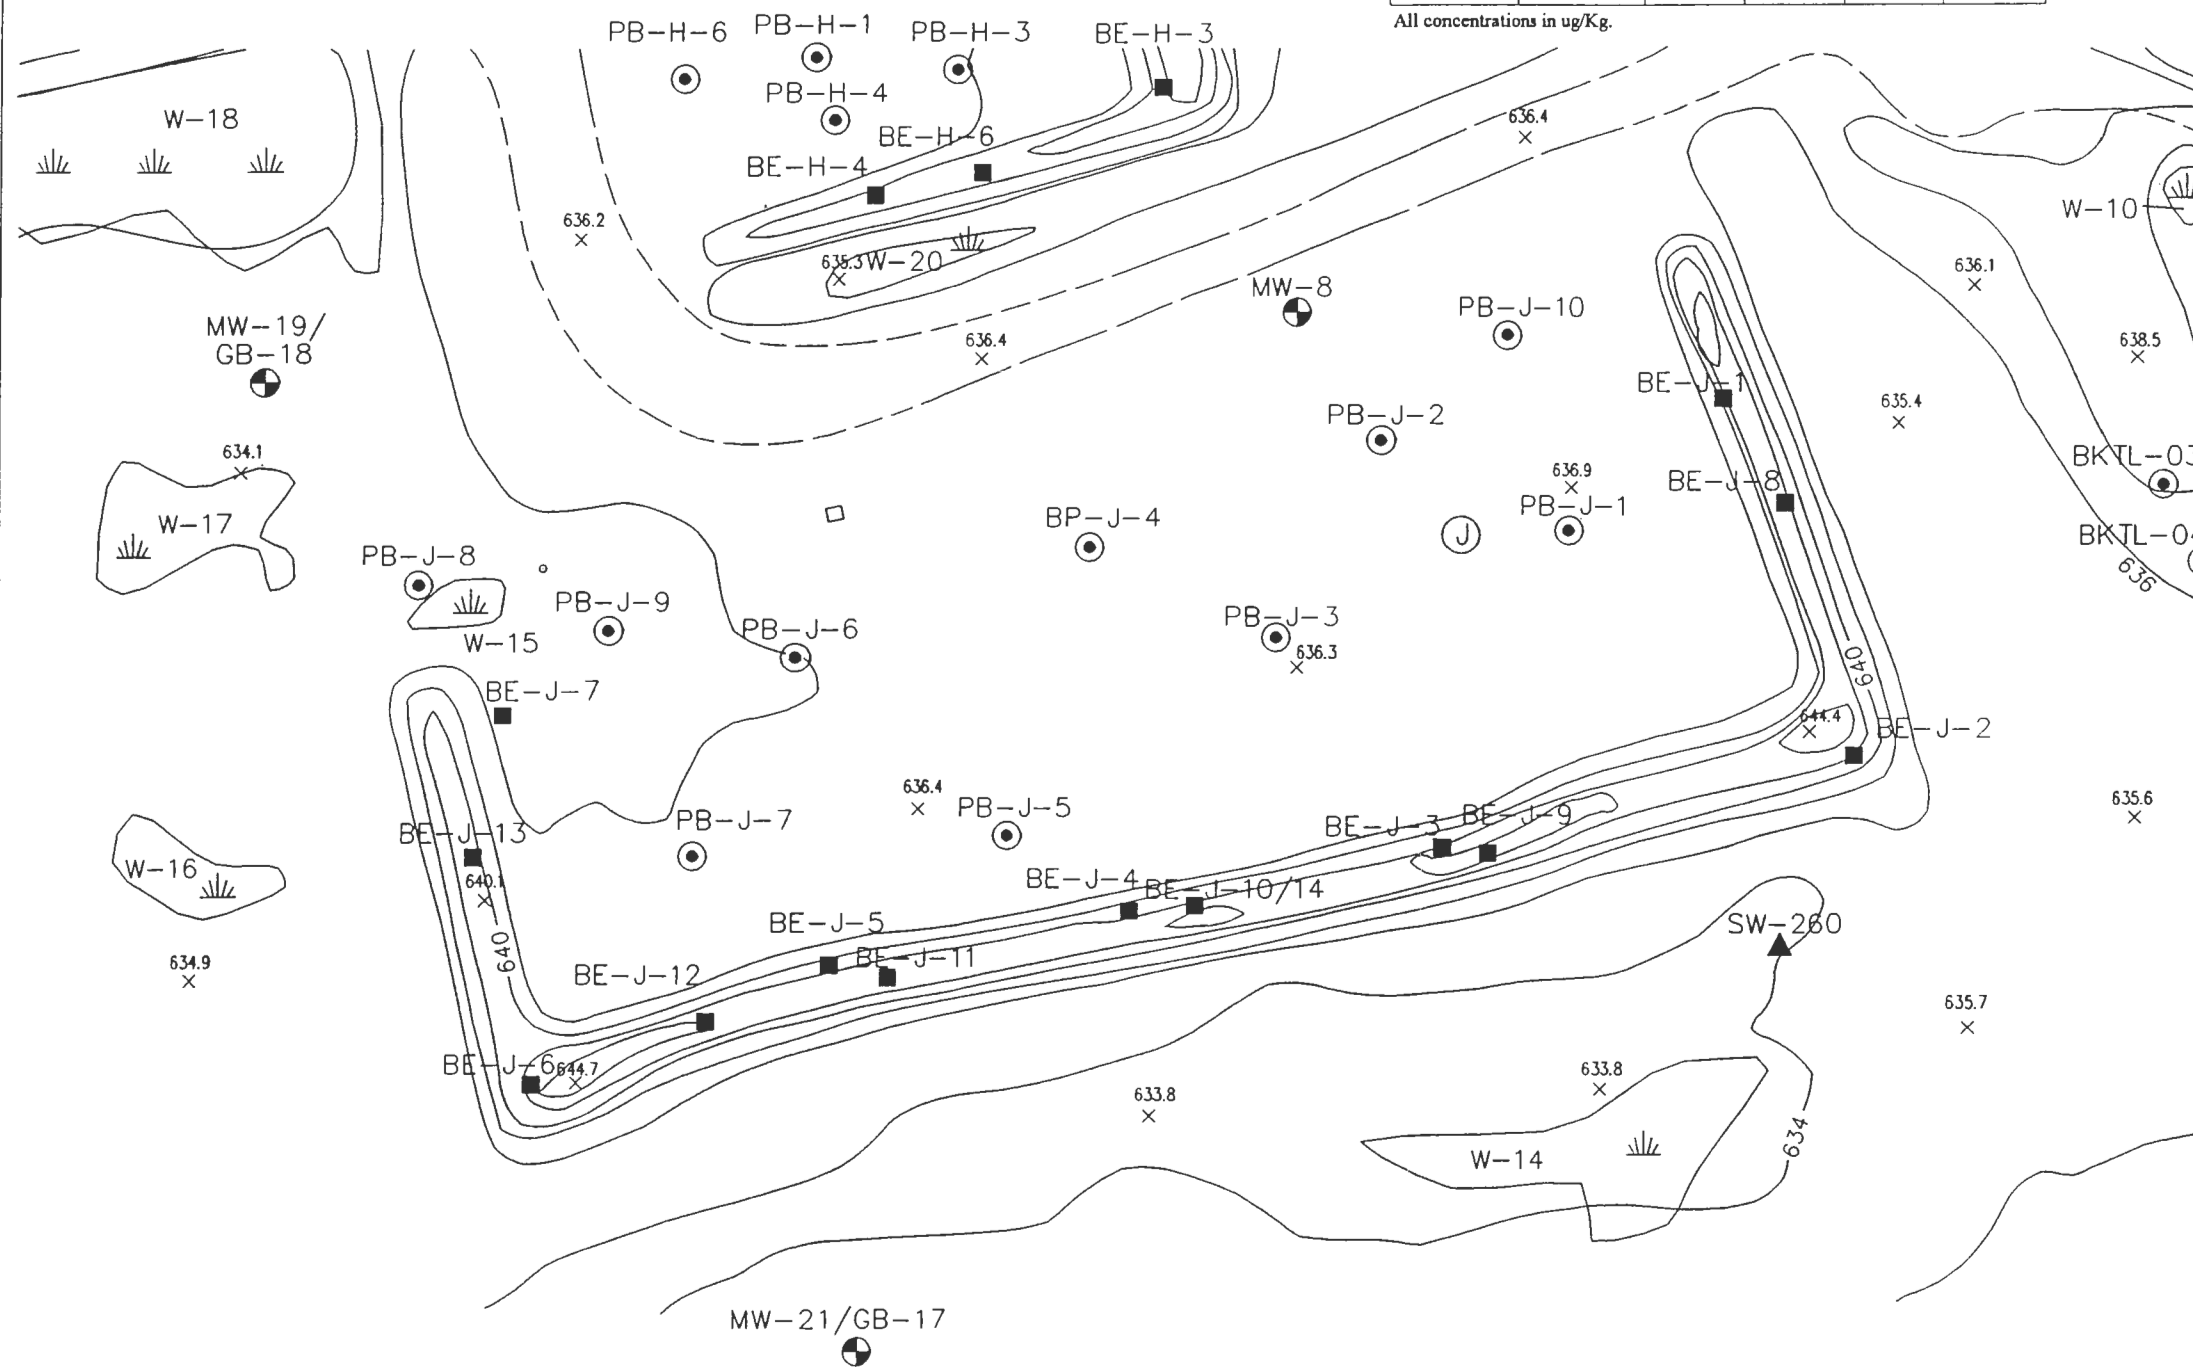 All concentrations in ug/Kg.
PB-H-6
PB-H-1
PB-H-3
BE-H-3
PB-H-4
W-18
636.4
BE-H-6
BE-H-4
W-10
636.2
635.3
W-20
636.1
MW-8
PB-J-10
MW-19/
GB-18
636.4
638.5
BE-J-1
635.4
PB-J-2
634.1
BKTL-03
636.9
BE-J-8
PB-J-1
W-17
BP-J-4
J
BKTL-04
PB-J-8
636
PB-J-9
PB-J-3
PB-J-6
W-15
636.3
640
BE-J-7
644.4
BE-J-2
636.4
PB-J-5
635.6
PB-J-7
BE-J-3
BE-J-9
BE-J-13
W-16
640.1
BE-J-4
BE-J-10/14
BE-J-5
SW-260
640
BE-J-11
634.9
BE-J-12
635.7
BE-J-6
644.7
633.8
633.8
634
W-14
MW-21/GB-17